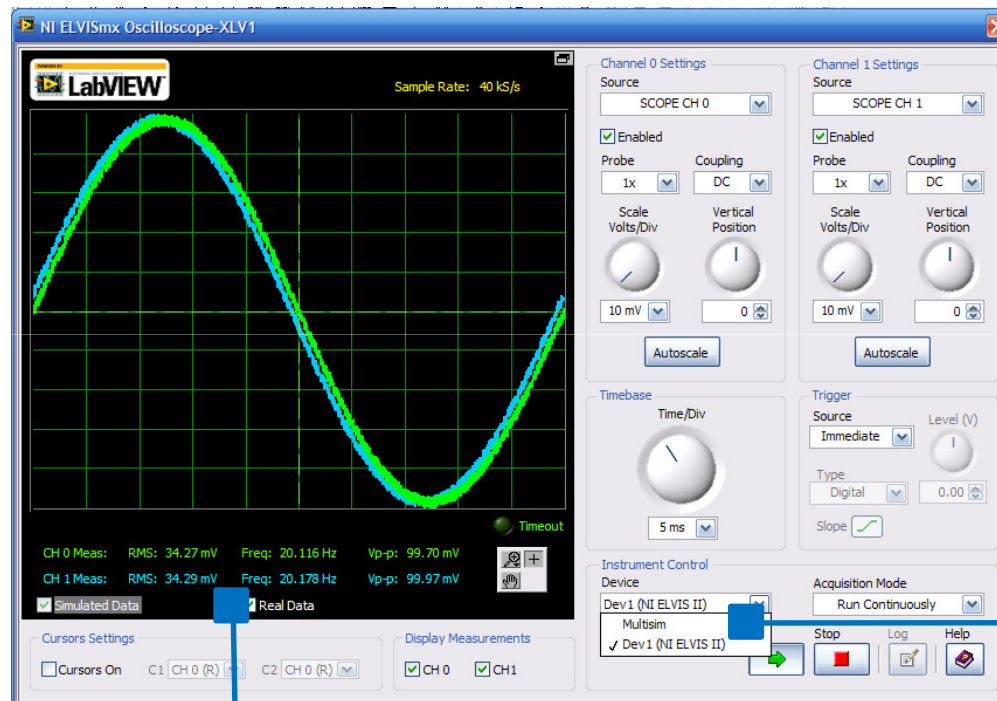 NI ELVISmx Oscilloscope-XLV1
POWERED BY
LabVIEW
Sample Rate: 40 kS/s
CH 0 Meas: RMS: 34.27 mV Freq: 20.116 Hz Vp-p: 99.70 mV
CH 1 Meas: RMS: 34.29 mV Freq: 20.178 Hz Vp-p: 99.97 mV
Timeout
Simulated Data
Real Data
Cursors Settings
Cursors On C1 CH 0 (R) C2 CH 0 (R)
Display Measurements
CH 0 CH1
Channel 0 Settings
Source
SCOPE CH 0
Enabled
Probe Coupling
1x DC
Scale Vertical
Volts/Div Position
10 mV 0
Autoscale
Channel 1 Settings
Source
SCOPE CH 1
Enabled
Probe Coupling
1x DC
Scale Vertical
Volts/Div Position
10 mV 0
Autoscale
Timebase
Time/Div
5 ms
Trigger
Source Level (V)
Immediate
Type
Digital 0.00
Slope
Instrument Control
Device Acquisition Mode
Dev1 (NI ELVIS II) Run Continuously
Multisim
Dev1 (NI ELVIS II)
Stop Log Help